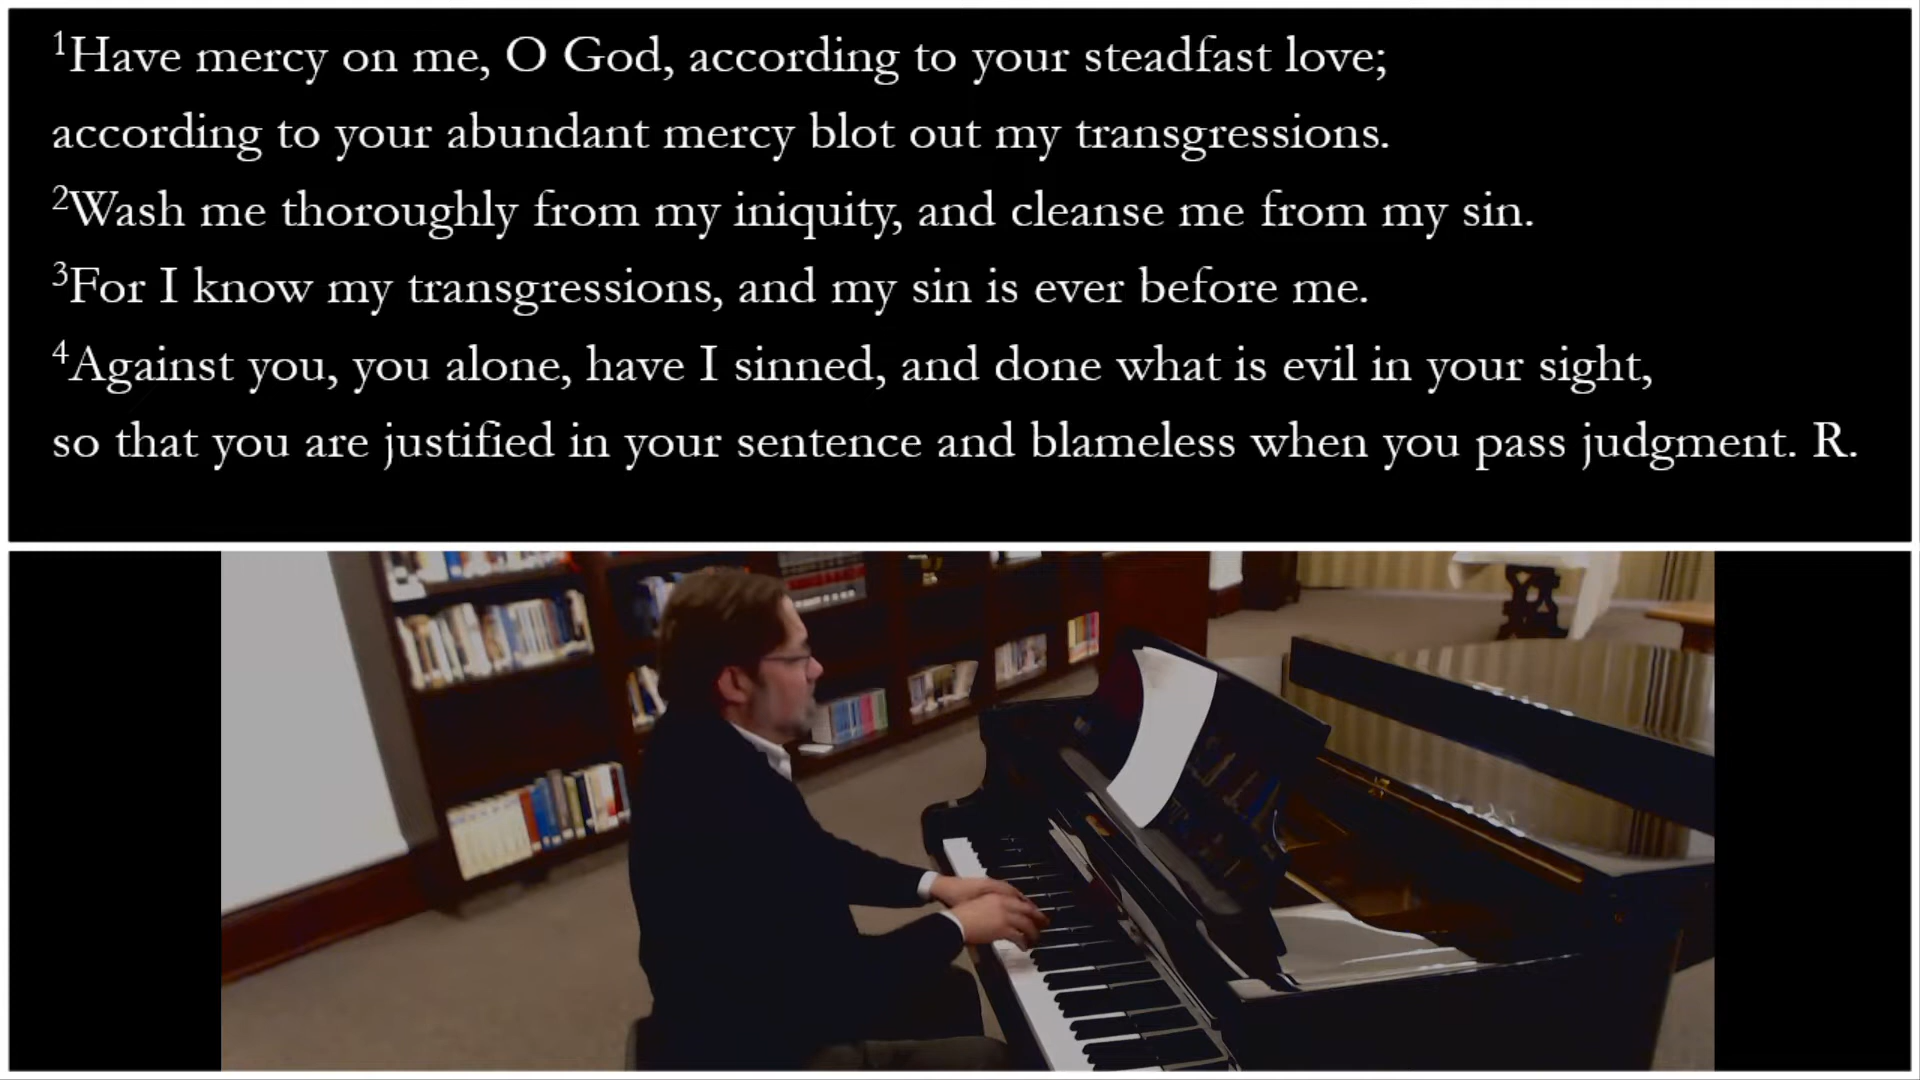 ¹Have mercy on me, O God, according to your steadfast love;
according to your abundant mercy blot out my transgressions.
²Wash me thoroughly from my iniquity, and cleanse me from my sin.
³For I know my transgressions, and my sin is ever before me.
⁴Against you, you alone, have I sinned, and done what is evil in your sight,
so that you are justified in your sentence and blameless when you pass judgment. R.